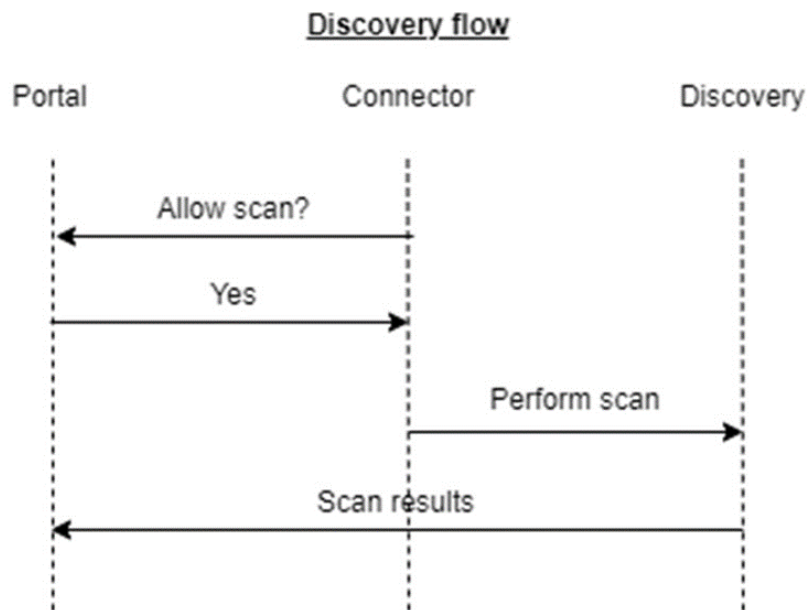 Discovery flow
Portal
Connector
Discovery
Allow scan?
Yes
Perform scan
Scan results